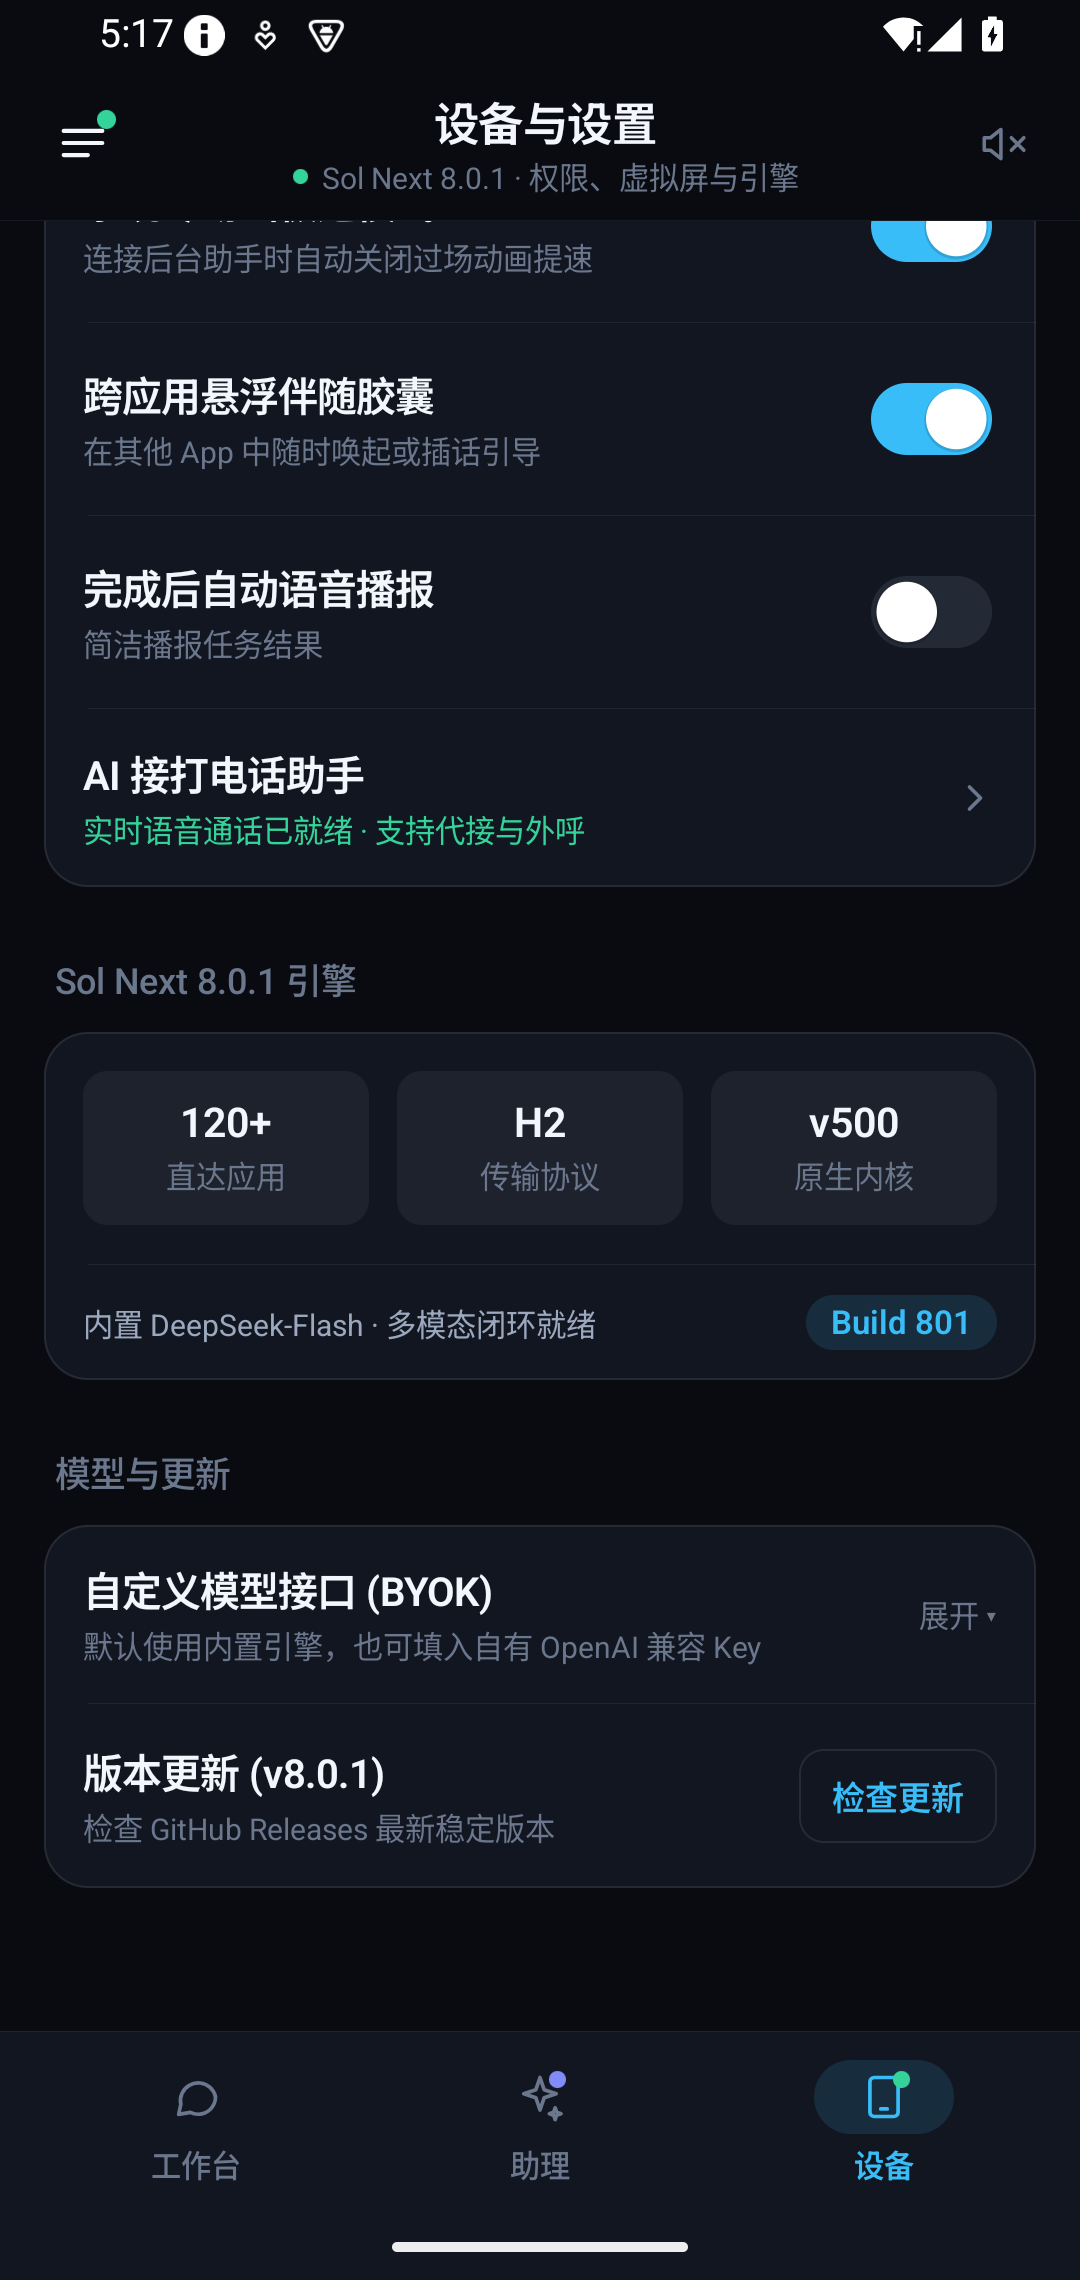 5:17
设备与设置
Sol Next 8.0.1 · 权限、虚拟屏与引擎
连接后台助手时自动关闭过场动画提速
跨应用悬浮伴随胶囊
在其他 App 中随时唤起或插话引导
完成后自动语音播报
简洁播报任务结果
AI 接打电话助手
实时语音通话已就绪 · 支持代接与外呼
Sol Next 8.0.1 引擎
120+
直达应用
H2
传输协议
v500
原生内核
内置 DeepSeek-Flash · 多模态闭环就绪
Build 801
模型与更新
自定义模型接口 (BYOK)
默认使用内置引擎，也可填入自有 OpenAI 兼容 Key
展开 ▾
版本更新 (v8.0.1)
检查 GitHub Releases 最新稳定版本
检查更新
工作台
助理
设备